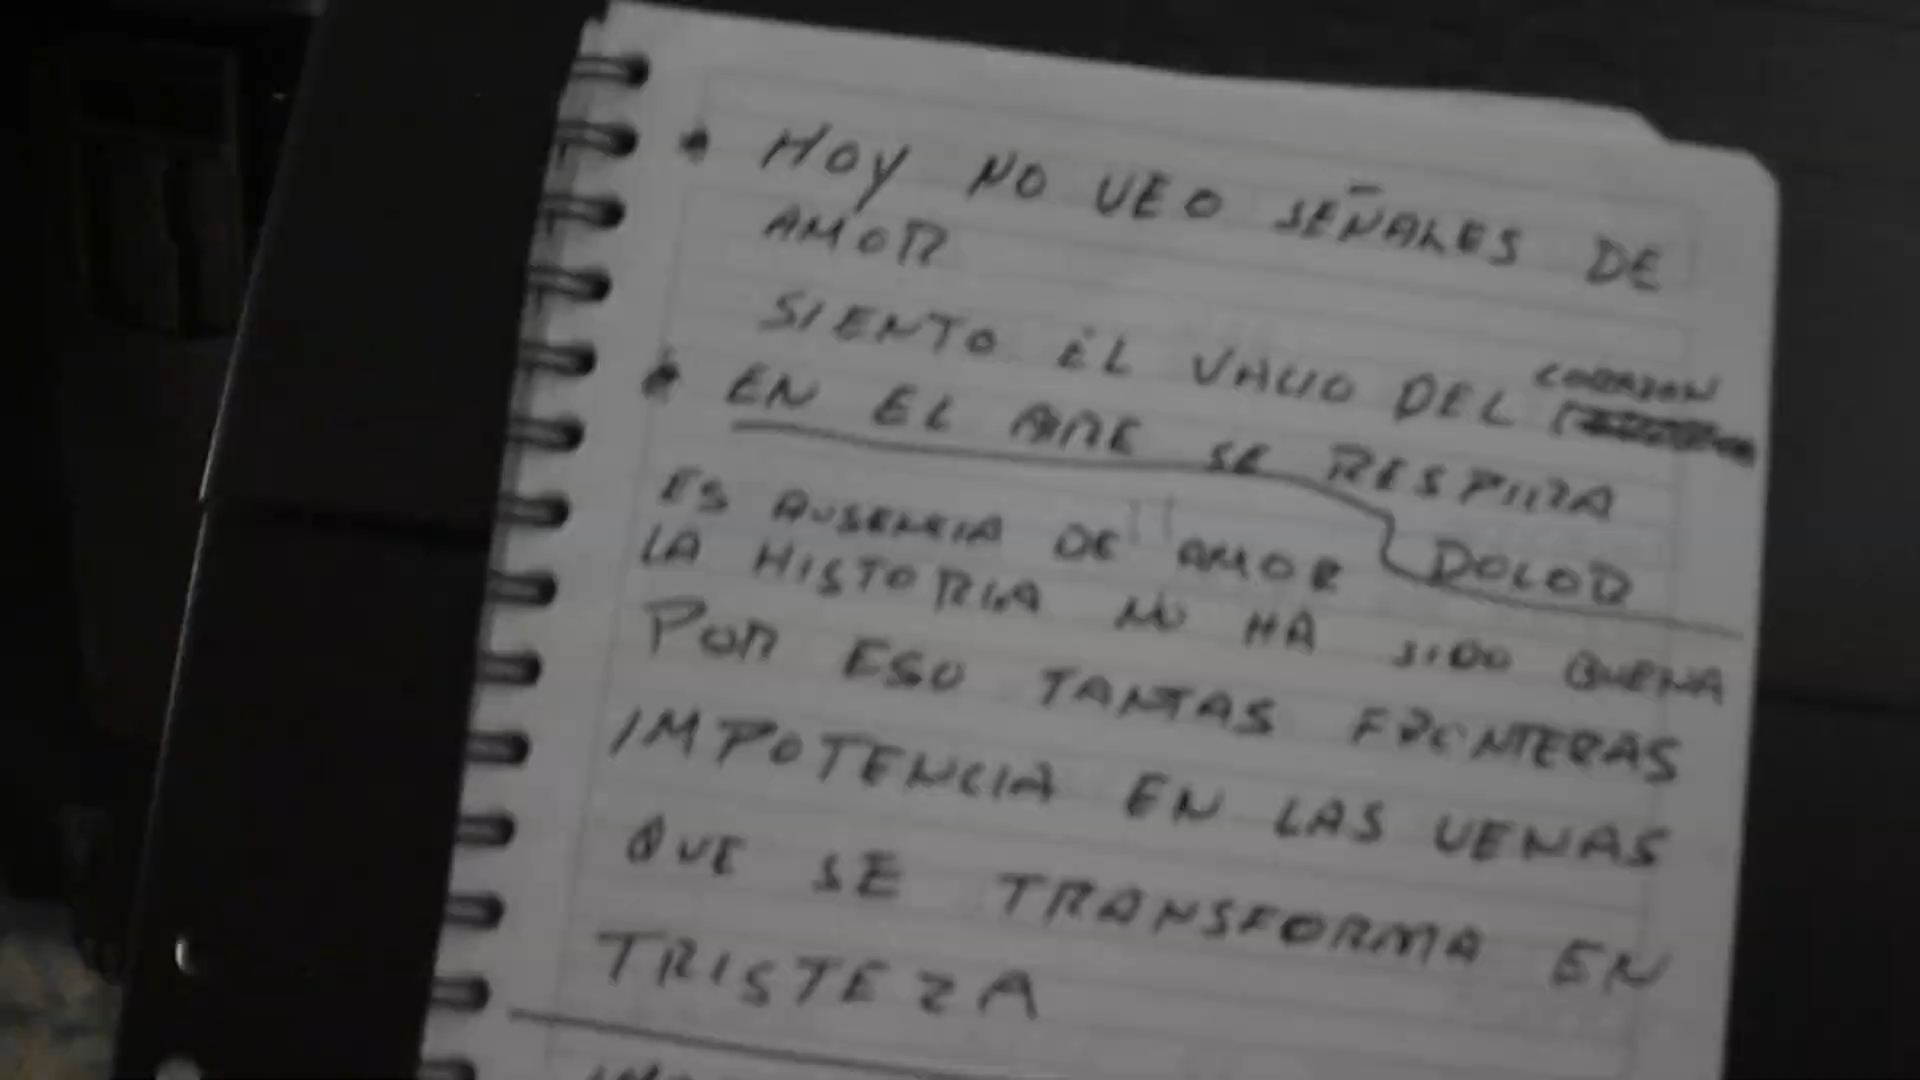 * HOY NO VEO SEÑALES DE
AMOR
SIENTO EL VACIO DEL CORAZON
* EN EL AIRE SE RESPIRA
DOLOR
ES AUSENCIA DE AMOR
LA HISTORIA NO HA SIDO BUENA
POR ESO TANTAS FRONTERAS
IMPOTENCIA EN LAS VENAS
QUE SE TRANSFORMA EN
TRISTEZA